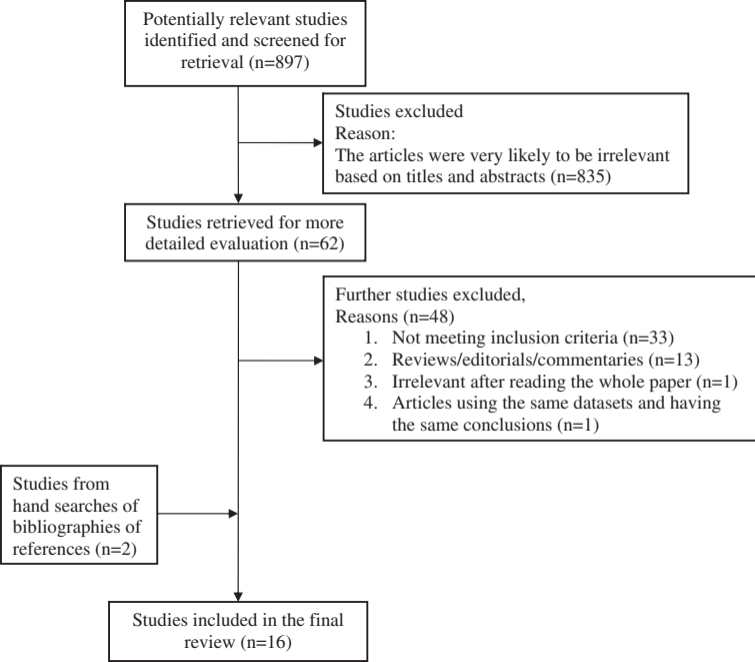 Potentially relevant studies
identified and screened for
retrieval (n=897)
Studies excluded
Reason:
The articles were very likely to be irrelevant
based on titles and abstracts (n=835)
Studies retrieved for more
detailed evaluation (n=62)
Further studies excluded,
Reasons (n=48)
1. Not meeting inclusion criteria (n=33)
2. Reviews/editorials/commentaries (n=13)
3. Irrelevant after reading the whole paper (n=1)
4. Articles using the same datasets and having
the same conclusions (n=1)
Studies from
hand searches of
bibliographies of
references (n=2)
Studies included in the final
review (n=16)